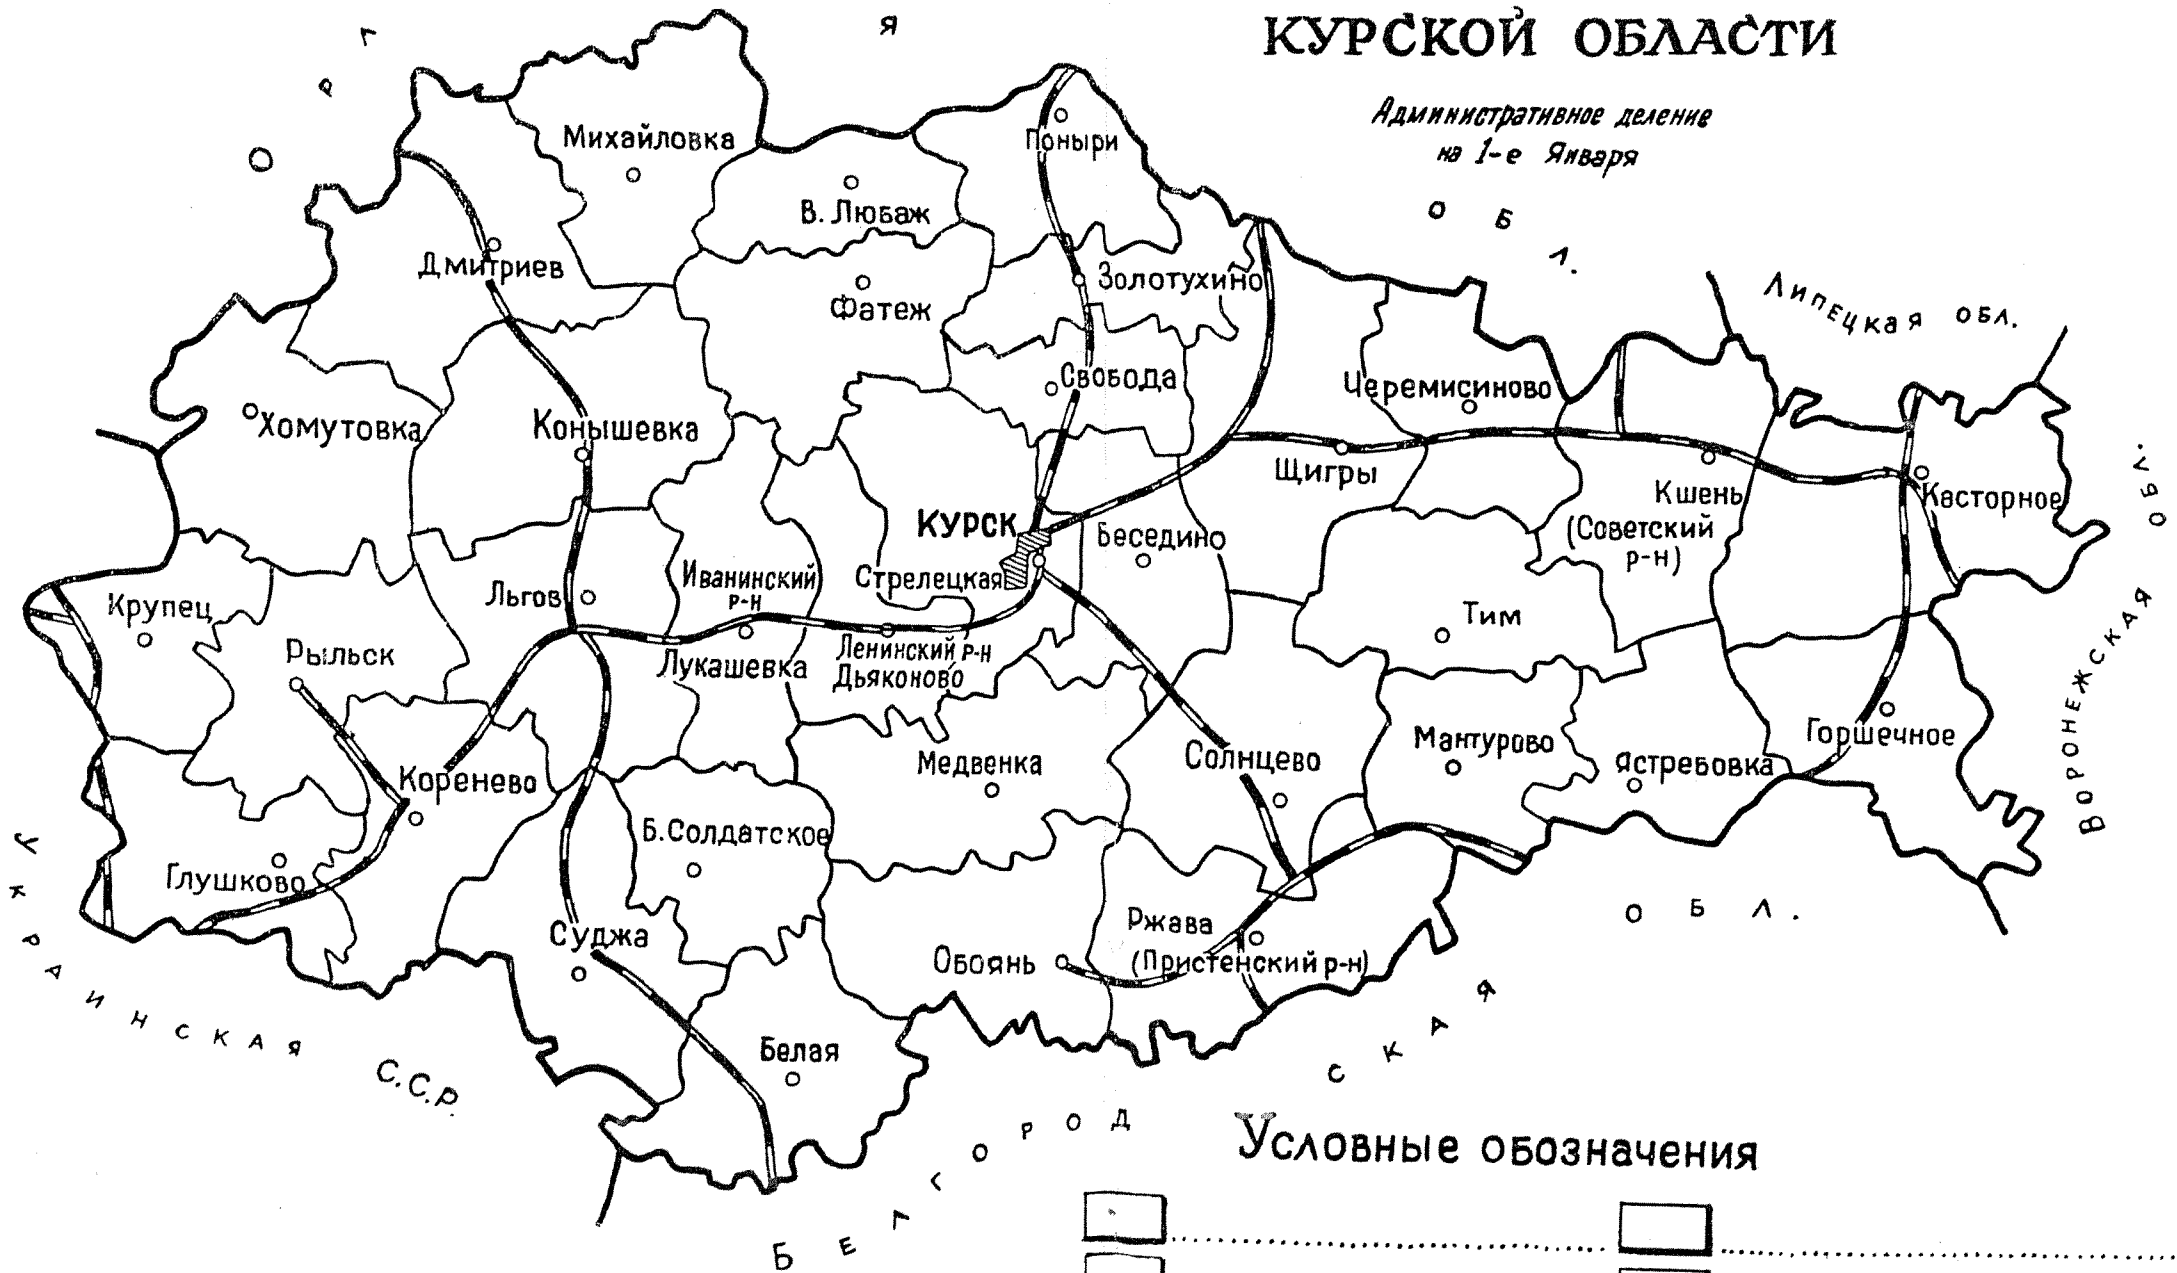 КУРСКОЙ ОБЛАСТИ
Административное деление
на 1-е Января
О Р Г Я
О Б Л.
Липецкая обл.
Михайловка
Поныри
В. Любаж
Дмитриев
Золотухино
Фатеж
Свобода
Черемисиново
Хомутовка
Конышевка
Щигры
Кшень
(Советский
р-н)
Касторное
КУРСК
Беседино
Иванинский
р-н
Стрелецкая
Льгов
Крупец
Тим
Рыльск
Лукашевка
Ленинский р-н
Дьяконово
Воронежская обл.
Медвенка
Солнцево
Мантурово
Ястребовка
Горшечное
Коренево
Б. Солдатское
Глушково
Суджа
Ржава
(Пристенский р-н)
Обоянь
Белая
Украинская С.С.Р.
Белгородская обл.
Условные обозначения